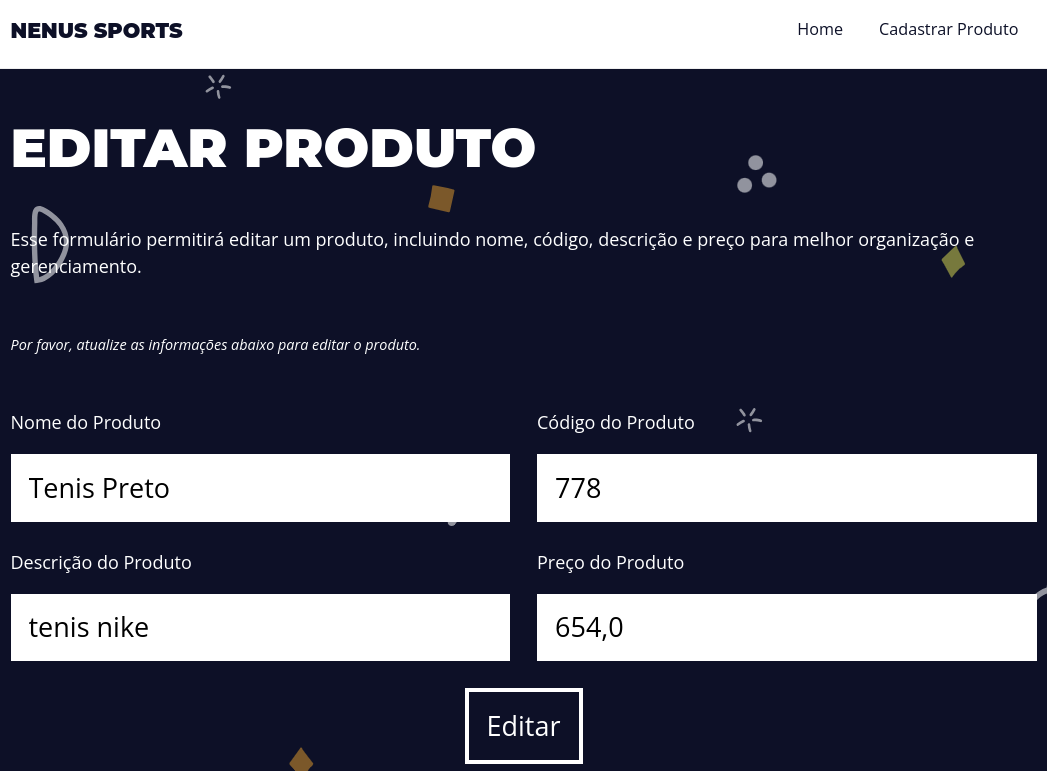 NENUS SPORTS
Home
Cadastrar Produto
EDITAR PRODUTO
Esse formulário permitirá editar um produto, incluindo nome, código, descrição e preço para melhor organização e
gerenciamento.
Por favor, atualize as informações abaixo para editar o produto.
Nome do Produto
Código do Produto
Tenis Preto
778
Descrição do Produto
Preço do Produto
tenis nike
654,0
Editar